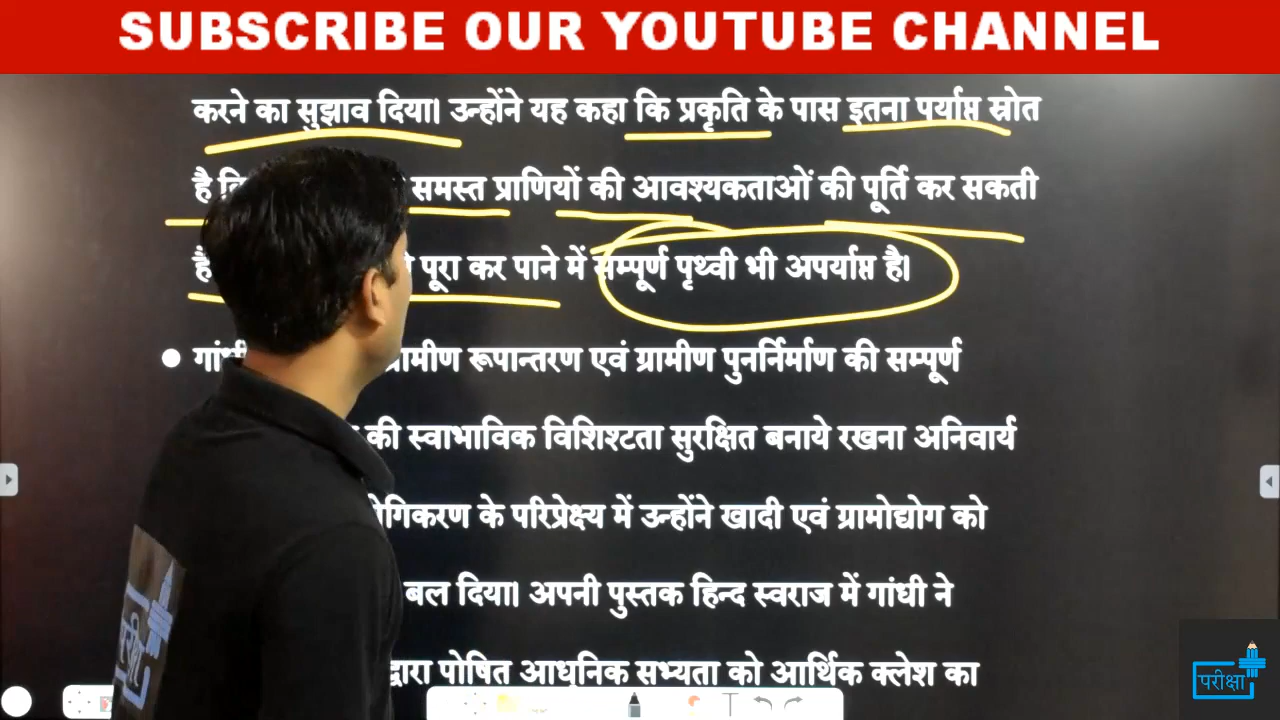 SUBSCRIBE OUR YOUTUBE CHANNEL
करने का सुझाव दिया। उन्होंने यह कहा कि प्रकृति के पास इतना पर्याप्त स्रोत
है समस्त प्राणियों की आवश्यकताओं की पूर्ति कर सकती
पूरा कर पाने में सम्पूर्ण पृथ्वी भी अपर्याप्त है।
रूपान्तरण एवं ग्रामीण पुनर्निर्माण की सम्पूर्ण
की स्वाभाविक विशिश्टता सुरक्षित बनाये रखना अनिवार्य
के परिप्रेक्ष्य में उन्होंने खादी एवं ग्रामोद्योग को
बल दिया। अपनी पुस्तक हिन्द स्वराज में गांधी ने
द्वारा पोषित आधुनिक सभ्यता को आर्थिक क्लेश का
परीक्षा